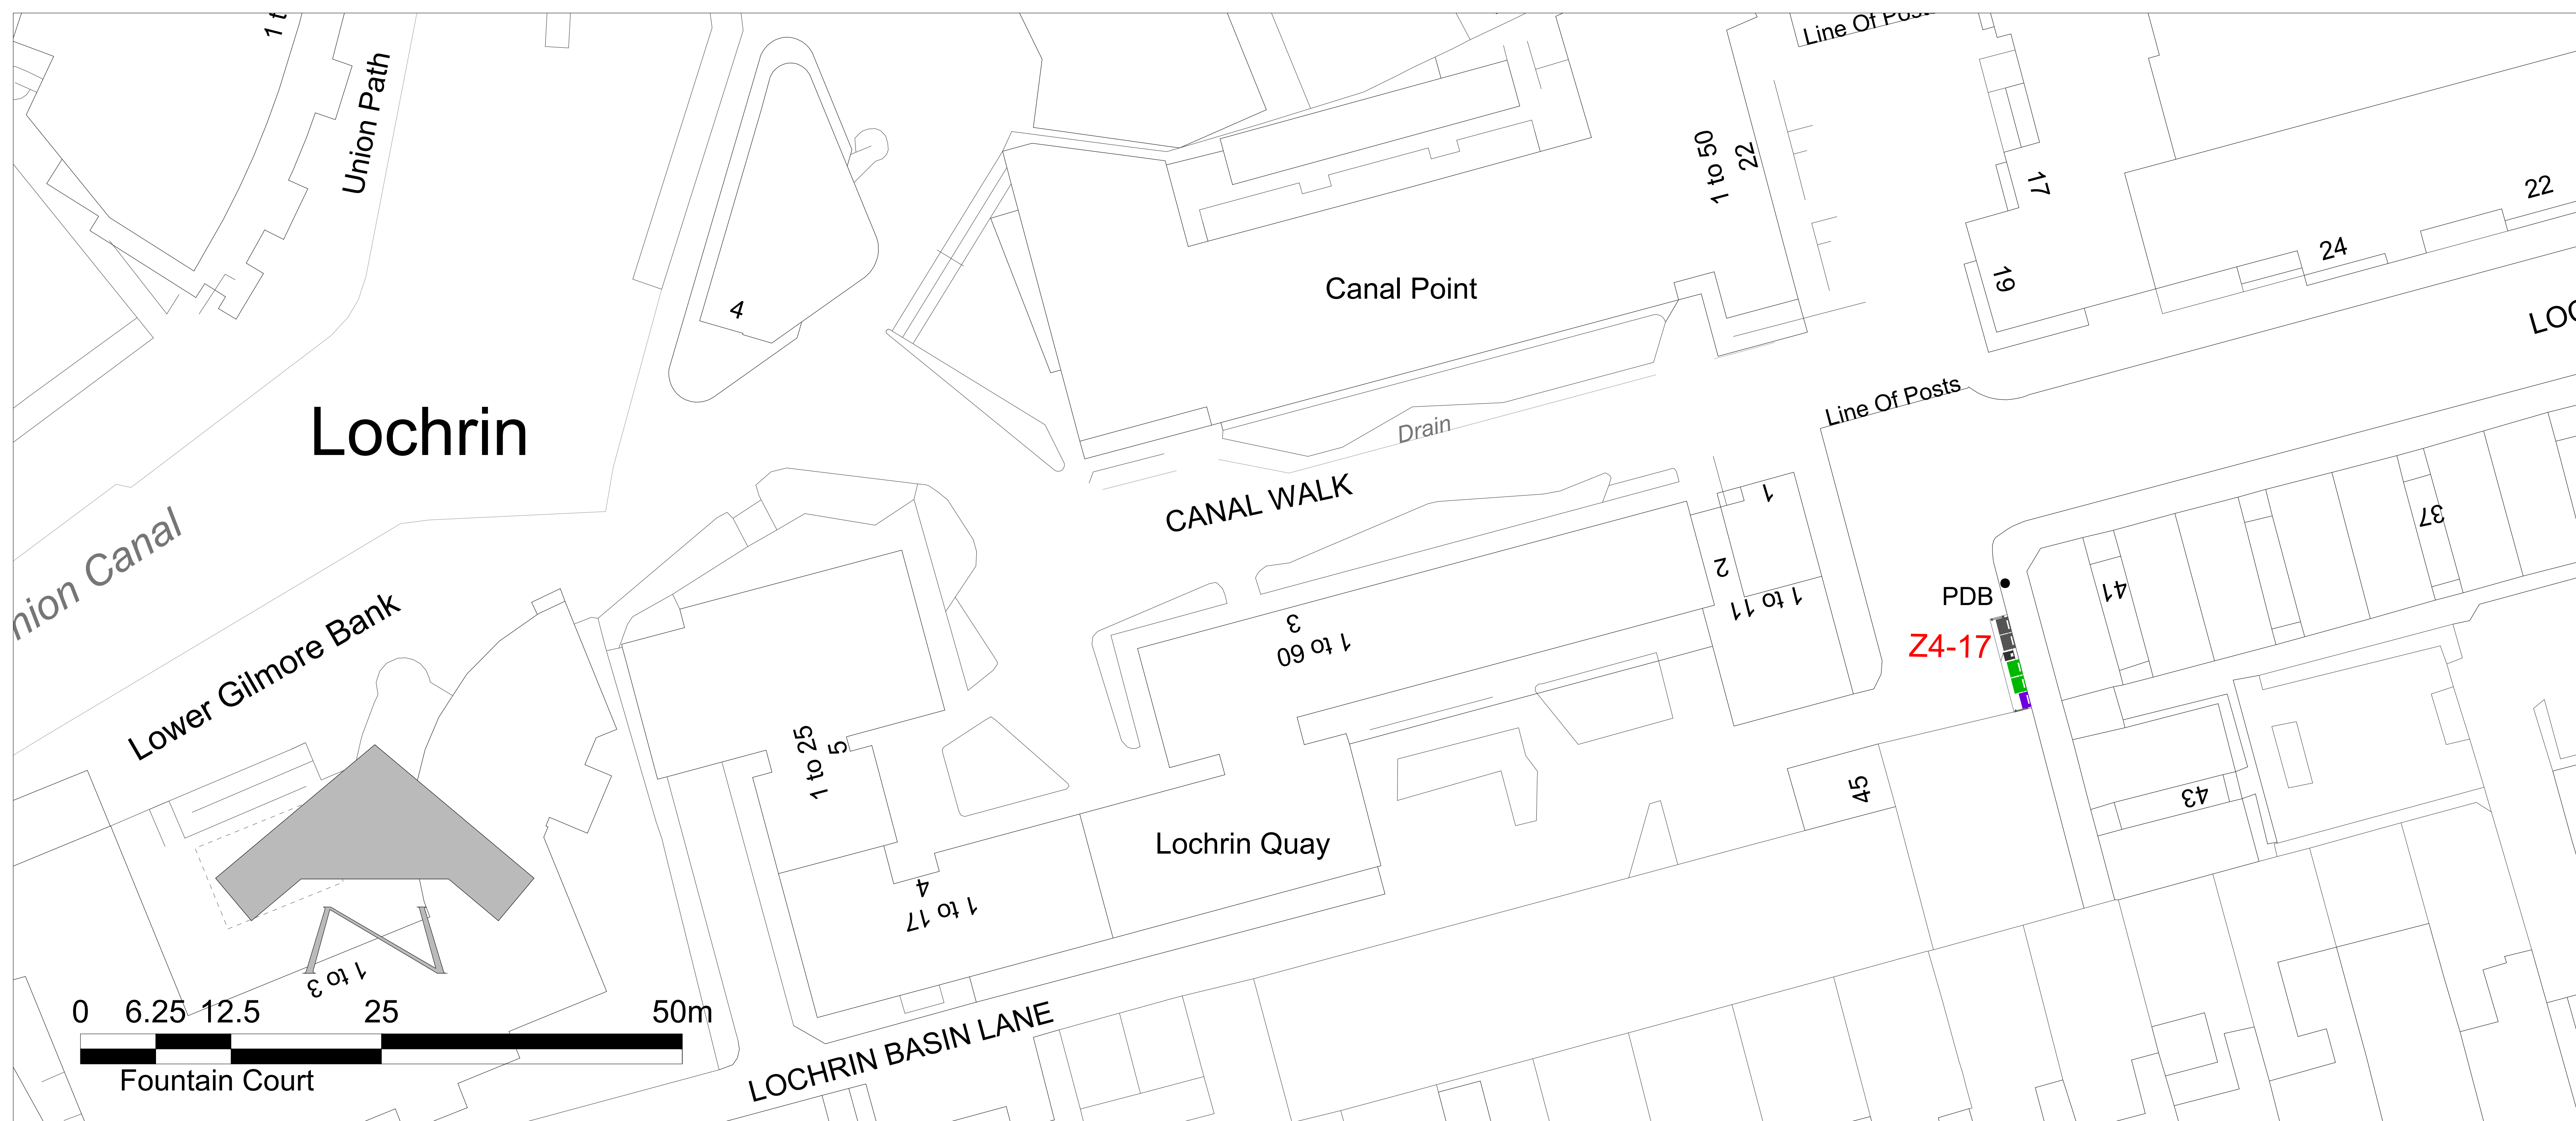 Line Of Posts
Union Path
1 to 50
22
17
22
24
19
4
Canal Point
Line Of Posts
Lochrin
Drain
CANAL WALK
1
37
2
1 to 11
41
PDB
Z4-17
3
1 to 60
Lower Gilmore Bank
1 to 25
5
45
43
Lochrin Quay
4
1 to 17
N
1 to 3
0 6.25 12.5 25 50m
Fountain Court
LOCHRIN BASIN LANE